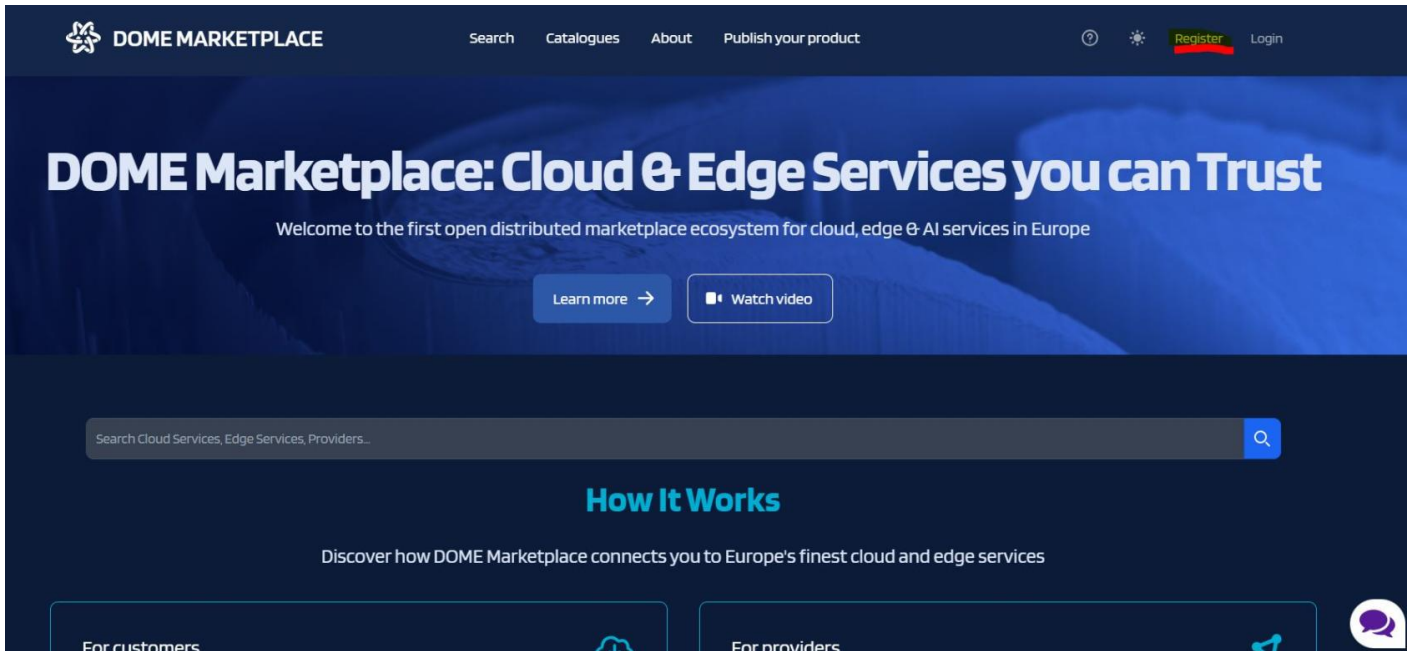 DOME MARKETPLACE Search Catalogues About Publish your product Register Login
DOME Marketplace: Cloud & Edge Services you can Trust
Welcome to the first open distributed marketplace ecosystem for cloud, edge & AI services in Europe
Learn more Watch video
Search Cloud Services, Edge Services, Providers...
How It Works
Discover how DOME Marketplace connects you to Europe's finest cloud and edge services
For customers For providers